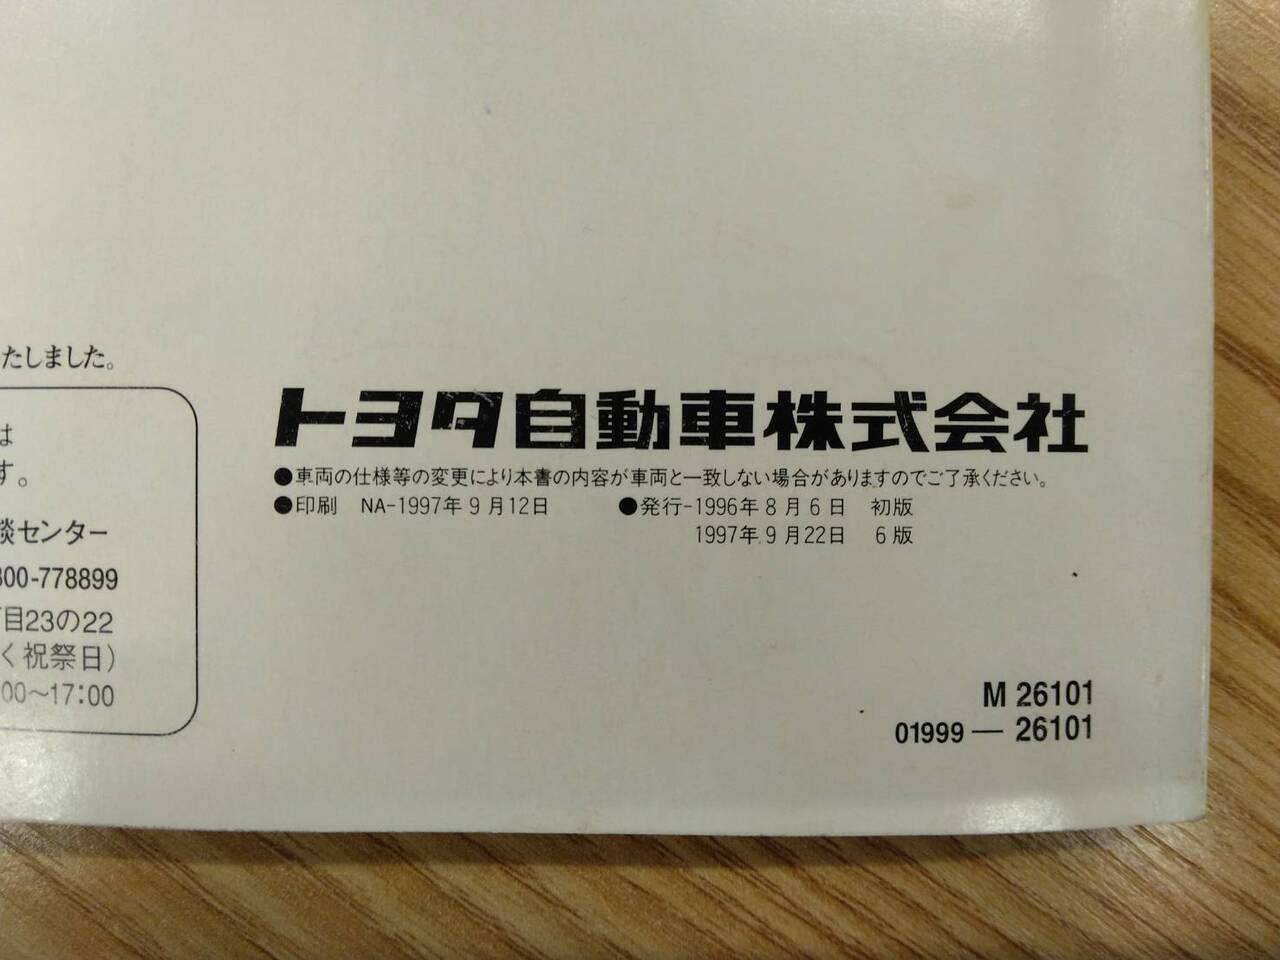 たしました。
は
す。
談センター
800-778899
目23の22
く祝祭日）
00〜17:00
トヨタ自動車株式会社
●車両の仕様等の変更により本書の内容が車両と一致しない場合がありますのでご了承ください。
●印刷 NA-1997年9月12日 ●発行-1996年8月6日 初版
1997年9月22日 6版
M 26101
01999 — 26101